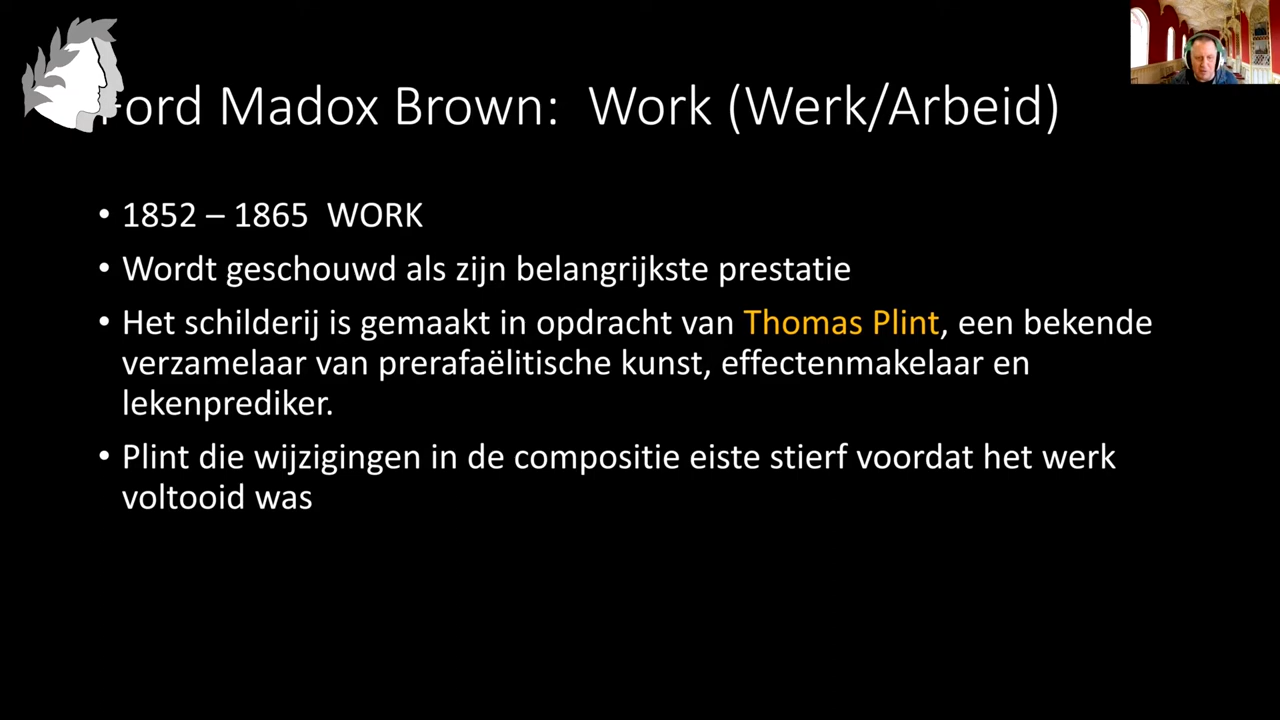 Ford Madox Brown:  Work (Werk/Arbeid)
• 1852 – 1865  WORK
• Wordt geschouwd als zijn belangrijkste prestatie
• Het schilderij is gemaakt in opdracht van Thomas Plint, een bekende
verzamelaar van prerafaëlitische kunst, effectenmakelaar en
lekenprediker.
• Plint die wijzigingen in de compositie eiste stierf voordat het werk
voltooid was